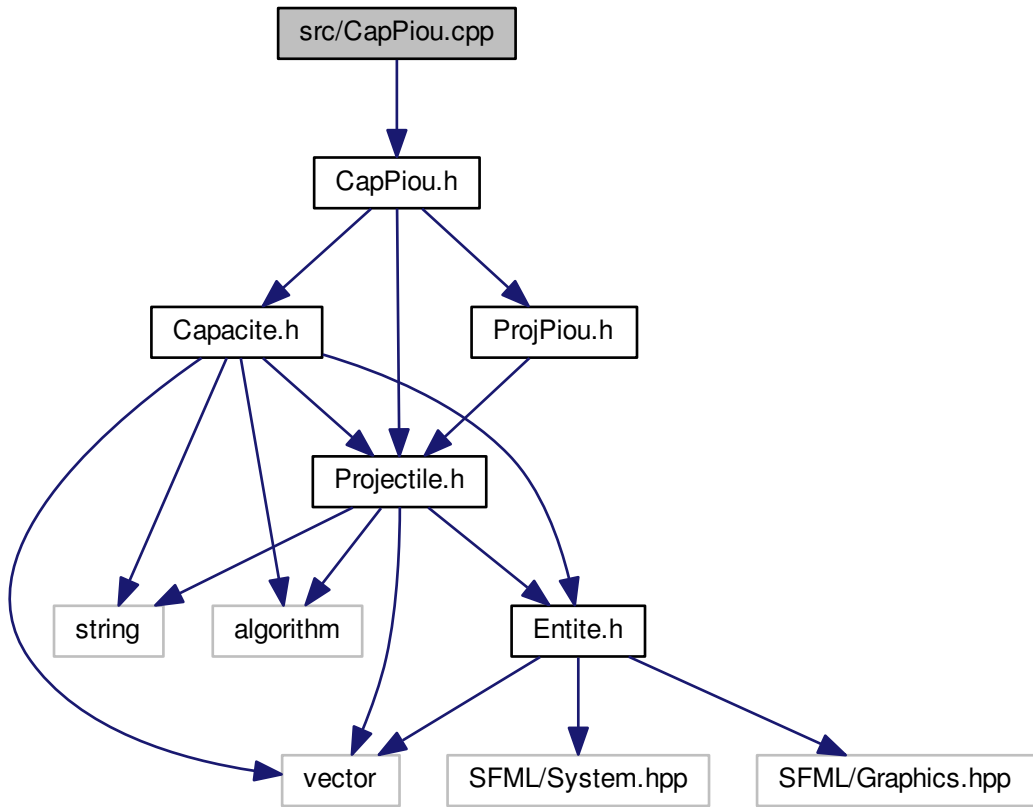 src/CapPiou.cpp
CapPiou.h
Capacite.h
ProjPiou.h
Projectile.h
string
algorithm
Entite.h
vector
SFML/System.hpp
SFML/Graphics.hpp